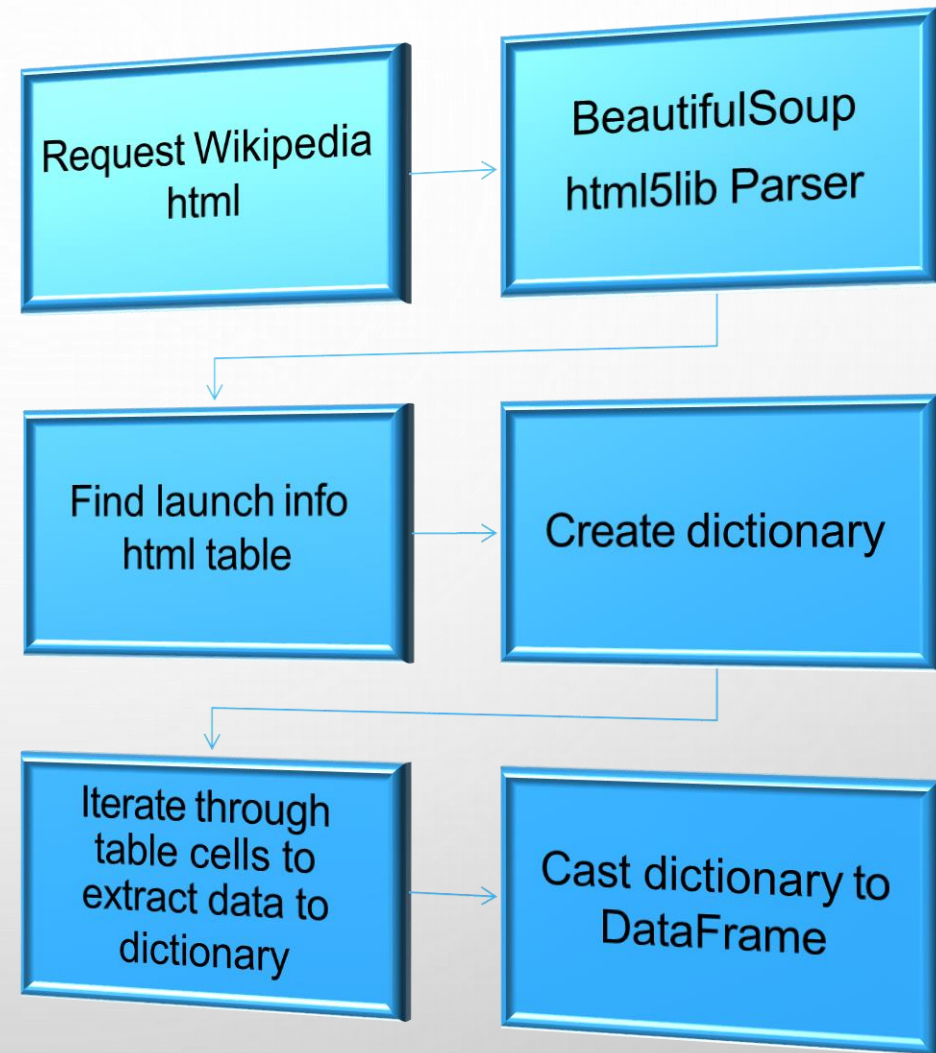 Request Wikipedia
html
BeautifulSoup
html5lib Parser
Find launch info
html table
Create dictionary
Iterate through
table cells to
extract data to
dictionary
Cast dictionary to
DataFrame